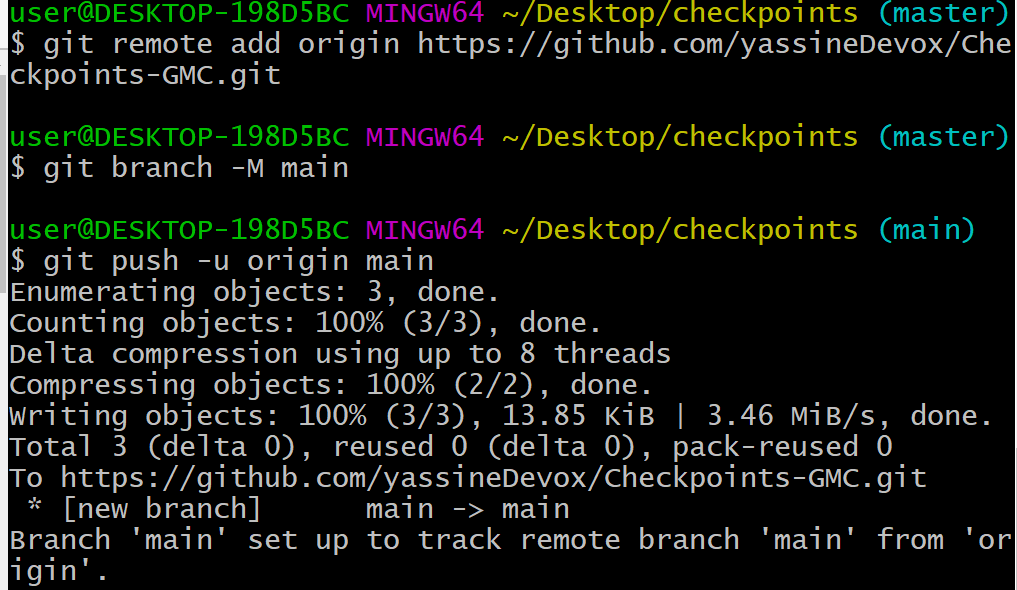 user@DESKTOP-198D5BC MINGW64 ~/Desktop/checkpoints (master)
$ git remote add origin https://github.com/yassineDevox/Che
ckpoints-GMC.git
user@DESKTOP-198D5BC MINGW64 ~/Desktop/checkpoints (master)
$ git branch -M main
user@DESKTOP-198D5BC MINGW64 ~/Desktop/checkpoints (main)
$ git push -u origin main
Enumerating objects: 3, done.
Counting objects: 100% (3/3), done.
Delta compression using up to 8 threads
Compressing objects: 100% (2/2), done.
Writing objects: 100% (3/3), 13.85 KiB | 3.46 MiB/s, done.
Total 3 (delta 0), reused 0 (delta 0), pack-reused 0
To https://github.com/yassineDevox/Checkpoints-GMC.git
 * [new branch]      main -> main
Branch 'main' set up to track remote branch 'main' from 'or
igin'.